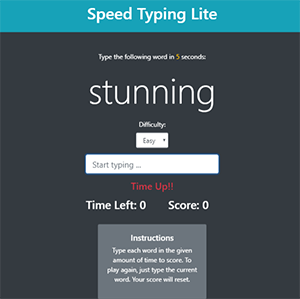 Speed Typing Lite
Type the following word in 5 seconds:
stunning
Difficulty:
Easy
Start typing ...
Time Up!!
Time Left: 0 Score: 0
Instructions
Type each word in the given
amount of time to score. To
play again, just type the current
word. Your score will reset.